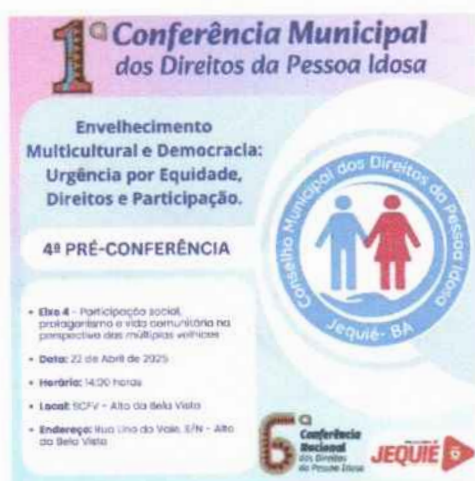 1ª Conferência Municipal
dos Direitos da Pessoa Idosa
Envelhecimento
Multicultural e Democracia:
Urgência por Equidade,
Direitos e Participação.
4ª PRÉ-CONFERÊNCIA
• Eixo 4 - Participação social,
protagonismo e vida comunitária na
perspectiva das múltiplas velhices
• Data: 22 de Abril de 2025
• Horário: 14:00 horas
• Local: SCFV - Alto da Bela Vista
• Endereço: Rua Lino do Vale, S/N - Alto
da Bela Vista
Conselho Municipal dos Direitos da Pessoa Idosa
Jequié- BA
6ª
Conferência
Nacional
dos Direitos
da Pessoa Idosa
JEQUIÉ